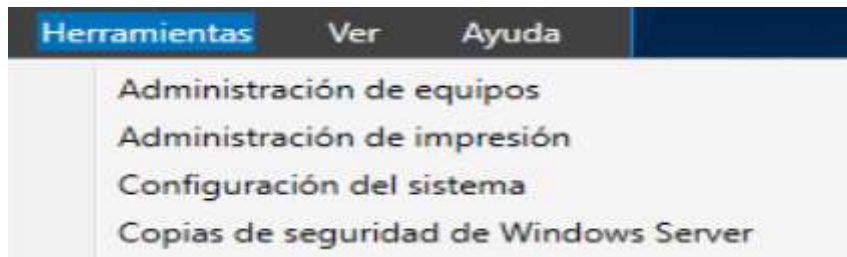 Herramientas Ver Ayuda
Administración de equipos
Administración de impresión
Configuración del sistema
Copias de seguridad de Windows Server